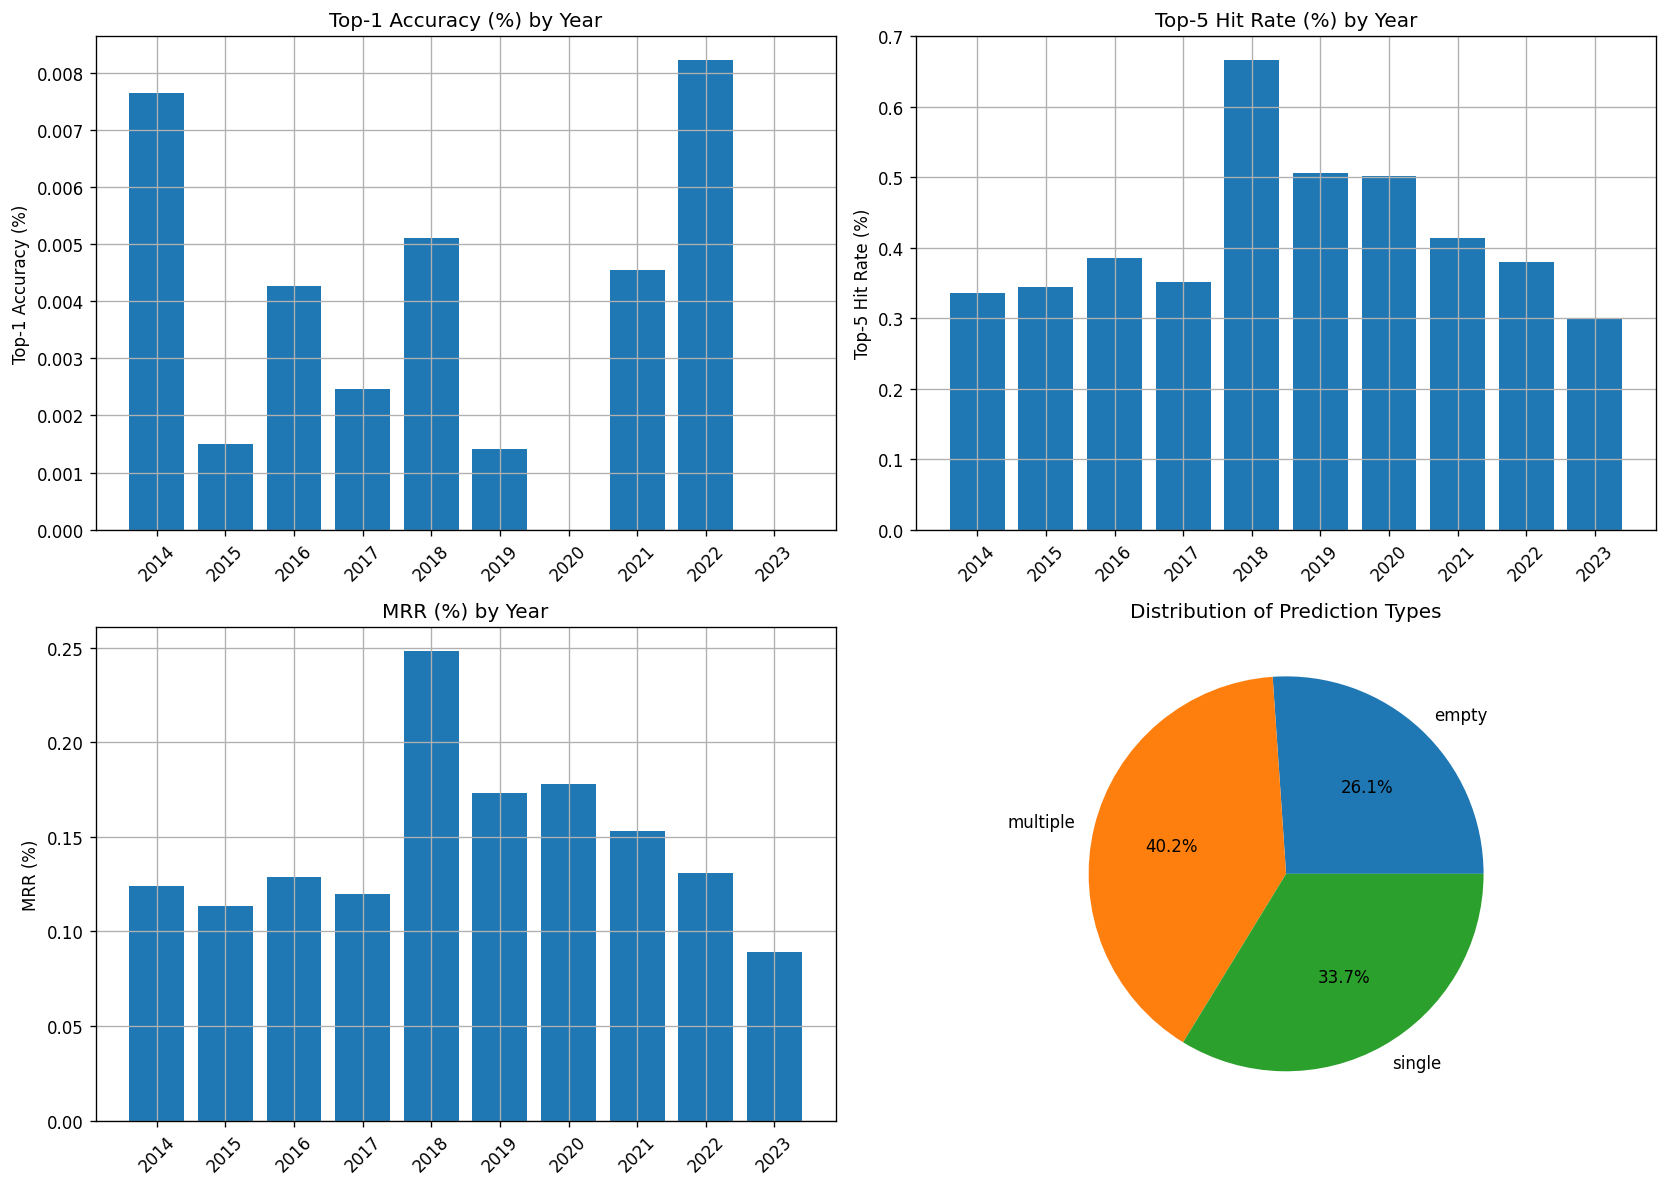 Top-1 Accuracy (%) by Year
Top-1 Accuracy (%)
0.008
0.007
0.006
0.005
0.004
0.003
0.002
0.001
0.000
2014 2015 2016 2017 2018 2019 2020 2021 2022 2023
Top-5 Hit Rate (%) by Year
Top-5 Hit Rate (%)
0.7
0.6
0.5
0.4
0.3
0.2
0.1
0.0
2014 2015 2016 2017 2018 2019 2020 2021 2022 2023
MRR (%) by Year
MRR (%)
0.25
0.20
0.15
0.10
0.05
0.00
2014 2015 2016 2017 2018 2019 2020 2021 2022 2023
Distribution of Prediction Types
empty
26.1%
multiple
40.2%
33.7%
single